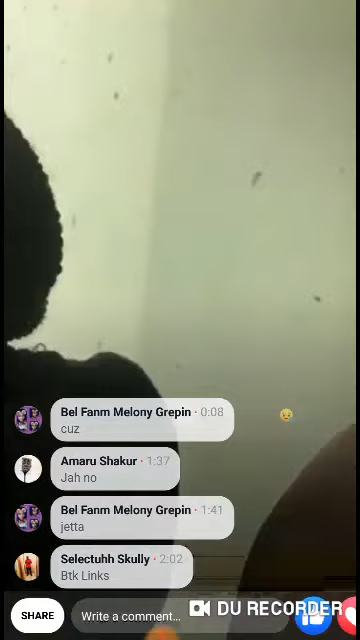 Bel Fanm Melony Grepin · 0:08
cuz
Amaru Shakur · 1:37
Jah no
Bel Fanm Melony Grepin · 1:41
jetta
Selectuhh Skully · 2:02
Btk Links
SHARE
Write a comment...
DU RECORDER